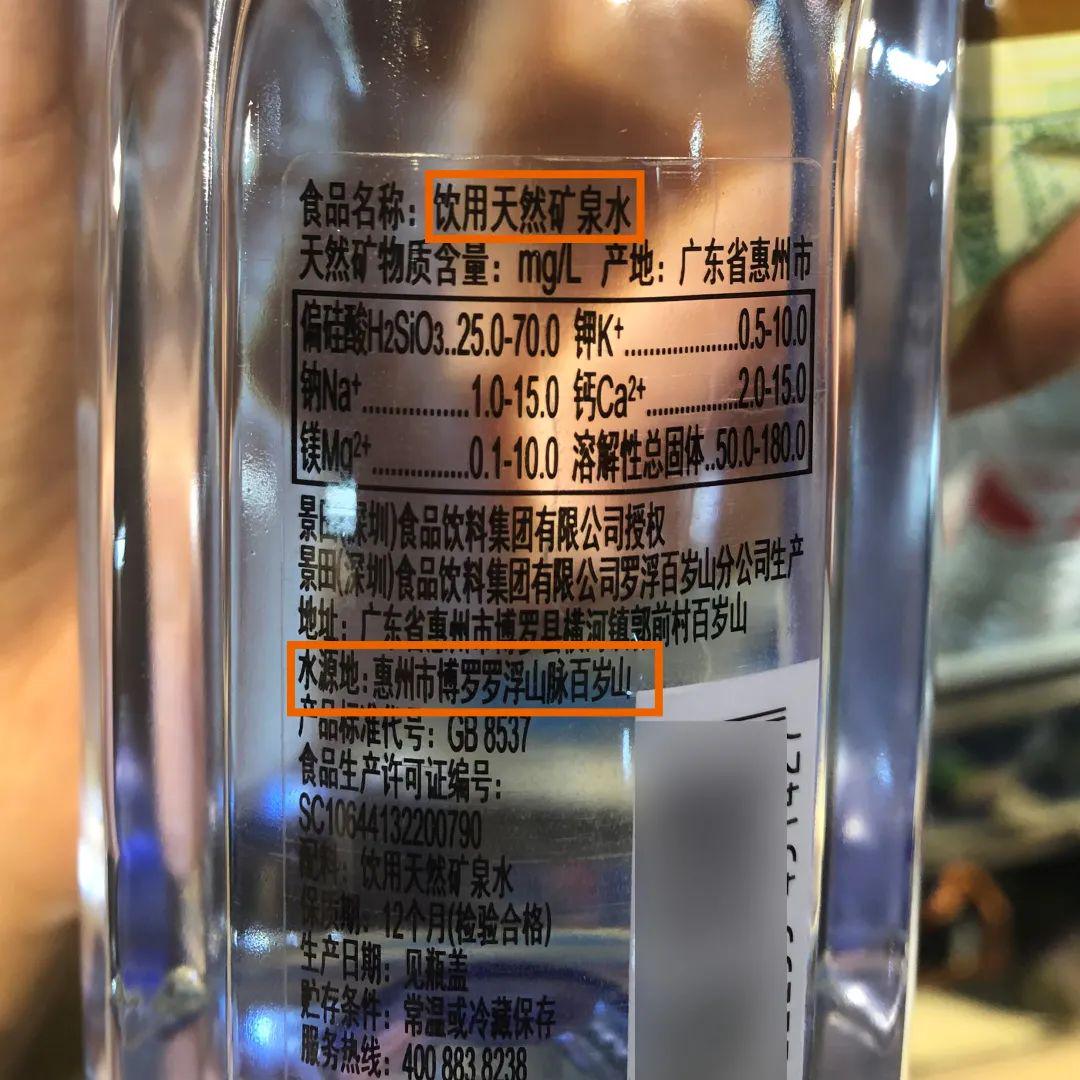 食品名称：饮用天然矿泉水
天然矿物质含量：mg/L 产地：广东省惠州市
偏硅酸H2SiO3..25.0-70.0 钾K⁺...................0.5-10.0
钠Na⁺..................1.0-15.0 钙Ca²⁺...............2.0-15.0
镁Mg²⁺................0.1-10.0 溶解性总固体..50.0-180.0
景田(深圳)食品饮料集团有限公司授权
景田(深圳)食品饮料集团有限公司罗浮百岁山分公司生产
地址：广东省惠州市博罗县横河镇郭前村百岁山
水源地：惠州市博罗罗浮山脉百岁山
产品标准代号：GB 8537
食品生产许可证编号：
SC10644132200790
配料：饮用天然矿泉水
保质期：12个月(检验合格)
生产日期：见瓶盖
贮存条件：常温或冷藏保存
服务热线：400 883 8238